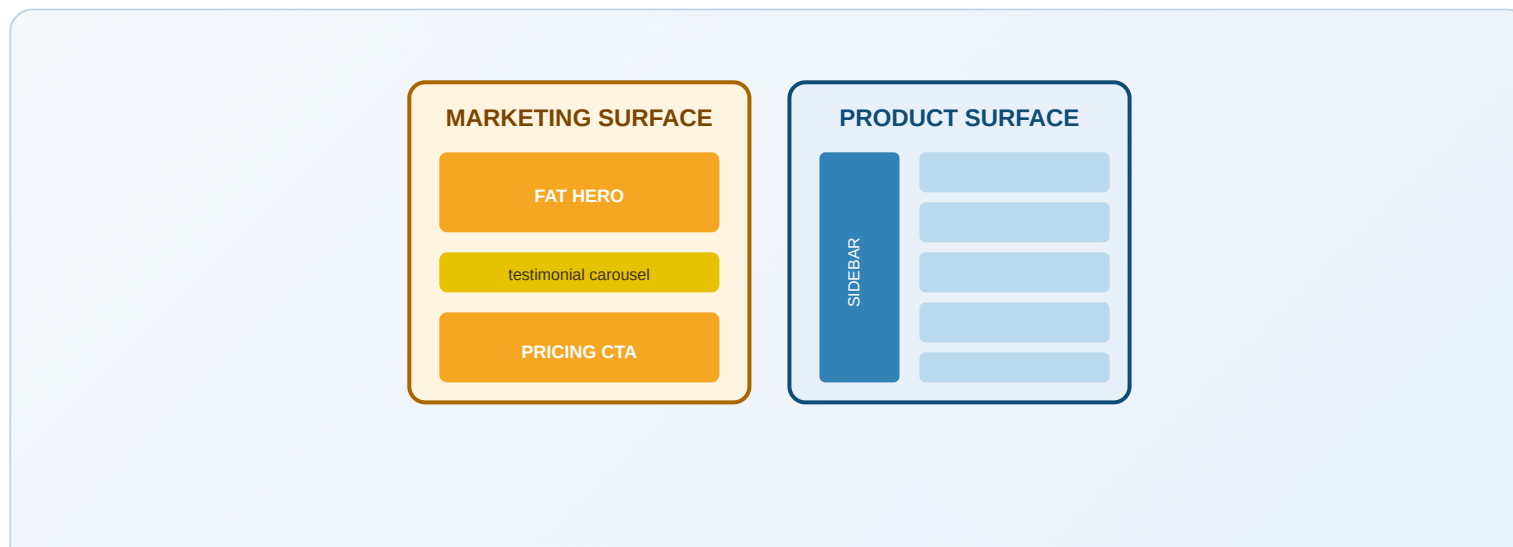 MARKETING SURFACE
FAT HERO
testimonial carousel
PRICING CTA
PRODUCT SURFACE
SIDEBAR